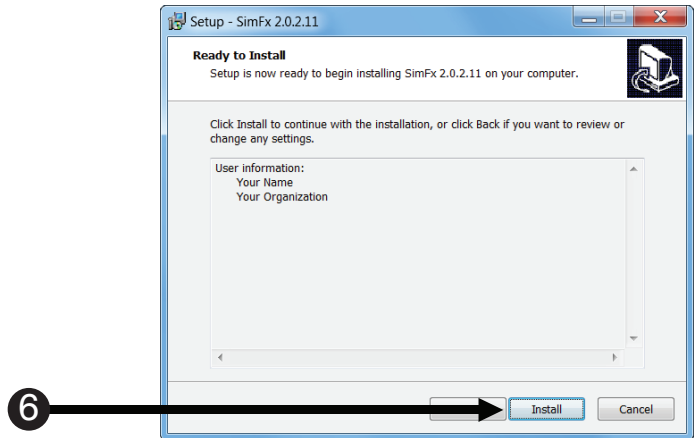 Setup - SimFx 2.0.2.11
Ready to Install
Setup is now ready to begin installing SimFx 2.0.2.11 on your computer.
Click Install to continue with the installation, or click Back if you want to review or
change any settings.
User information:
Your Name
Your Organization
6
Install
Cancel